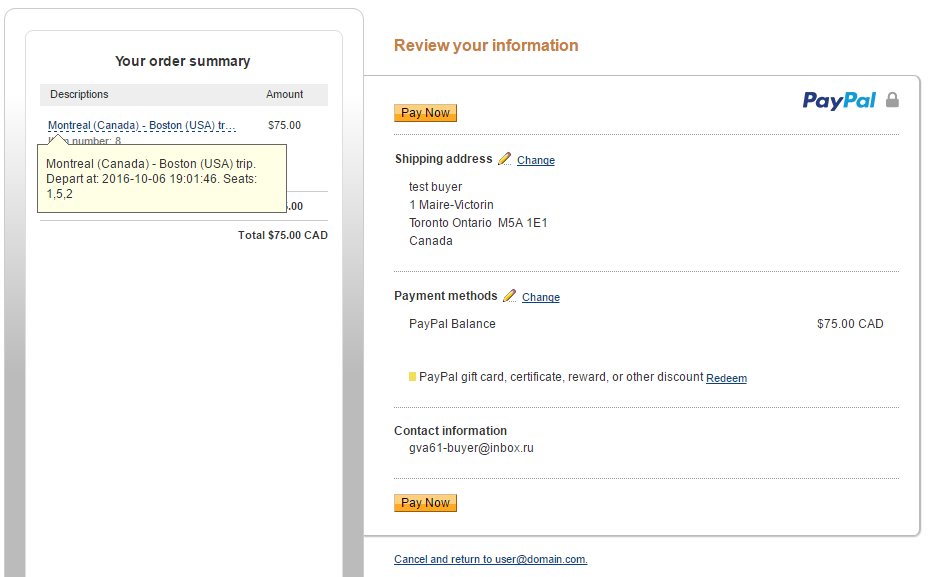 Your order summary
Descriptions Amount
Montreal (Canada) - Boston (USA) tr... $75.00
number: 8
Montreal (Canada) - Boston (USA) trip.
Depart at: 2016-10-06 19:01:46. Seats:
1,5,2
.00
Total $75.00 CAD
Review your information
PayPal
Pay Now
Shipping address Change
test buyer
1 Maire-Victorin
Toronto Ontario M5A 1E1
Canada
Payment methods Change
PayPal Balance $75.00 CAD
PayPal gift card, certificate, reward, or other discount Redeem
Contact information
gva61-buyer@inbox.ru
Pay Now
Cancel and return to user@domain.com.